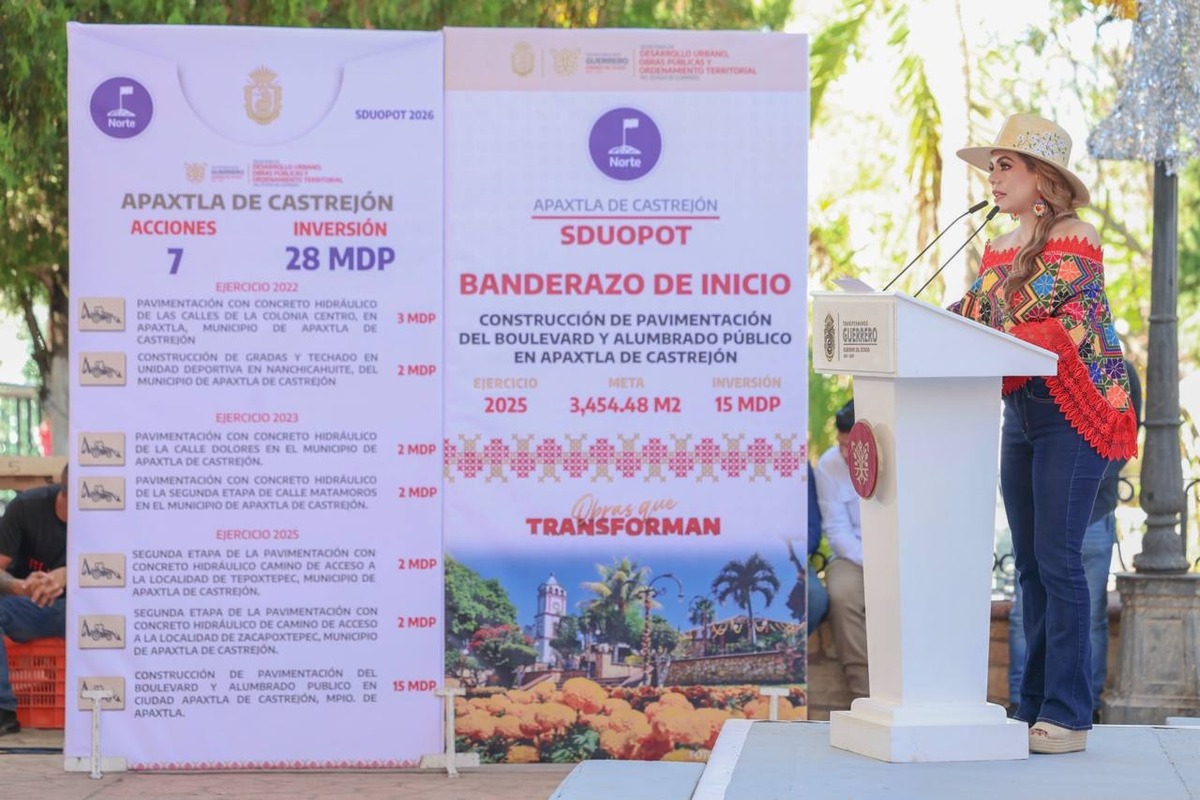 Norte
SDUOPOT 2026
GUERRERO
DESARROLLO URBANO,
OBRAS PÚBLICAS Y
ORDENAMIENTO TERRITORIAL
APAXTLA DE CASTREJÓN
ACCIONES INVERSIÓN
7 28 MDP
EJERCICIO 2022
PAVIMENTACIÓN CON CONCRETO HIDRÁULICO
DE LAS CALLES DE LA COLONIA CENTRO, EN
APAXTLA, MUNICIPIO DE APAXTLA DE
CASTREJÓN
3 MDP
CONSTRUCCIÓN DE GRADAS Y TECHADO EN
UNIDAD DEPORTIVA EN NANCHICAHUITE, DEL
MUNICIPIO DE APAXTLA DE CASTREJÓN
2 MDP
EJERCICIO 2023
PAVIMENTACIÓN CON CONCRETO HIDRÁULICO
DE LA CALLE DOLORES EN EL MUNICIPIO DE
APAXTLA DE CASTREJÓN.
2 MDP
PAVIMENTACIÓN CON CONCRETO HIDRÁULICO
DE LA SEGUNDA ETAPA DE CALLE MATAMOROS
EN EL MUNICIPIO DE APAXTLA DE CASTREJÓN.
2 MDP
EJERCICIO 2025
SEGUNDA ETAPA DE LA PAVIMENTACIÓN CON
CONCRETO HIDRÁULICO CAMINO DE ACCESO A
LA LOCALIDAD DE TEPOXTEPEC, MUNICIPIO DE
APAXTLA DE CASTREJÓN.
2 MDP
SEGUNDA ETAPA DE LA PAVIMENTACIÓN CON
CONCRETO HIDRÁULICO DE CAMINO DE ACCESO
A LA LOCALIDAD DE ZACAPOXTEPEC, MUNICIPIO
DE APAXTLA DE CASTREJÓN.
2 MDP
CONSTRUCCIÓN DE PAVIMENTACIÓN DEL
BOULEVARD Y ALUMBRADO PUBLICO EN
CIUDAD APAXTLA DE CASTREJÓN, MPIO. DE
APAXTLA.
15 MDP
GUERRERO
DESARROLLO URBANO,
OBRAS PÚBLICAS Y
ORDENAMIENTO TERRITORIAL
Norte
APAXTLA DE CASTREJÓN
SDUOPOT
BANDERAZO DE INICIO
CONSTRUCCIÓN DE PAVIMENTACIÓN
DEL BOULEVARD Y ALUMBRADO PÚBLICO
EN APAXTLA DE CASTREJÓN
EJERCICIO META INVERSIÓN
2025 3,454.48 M2 15 MDP
Obras que
TRANSFORMAN
TRANSFORMANDO
GUERRERO